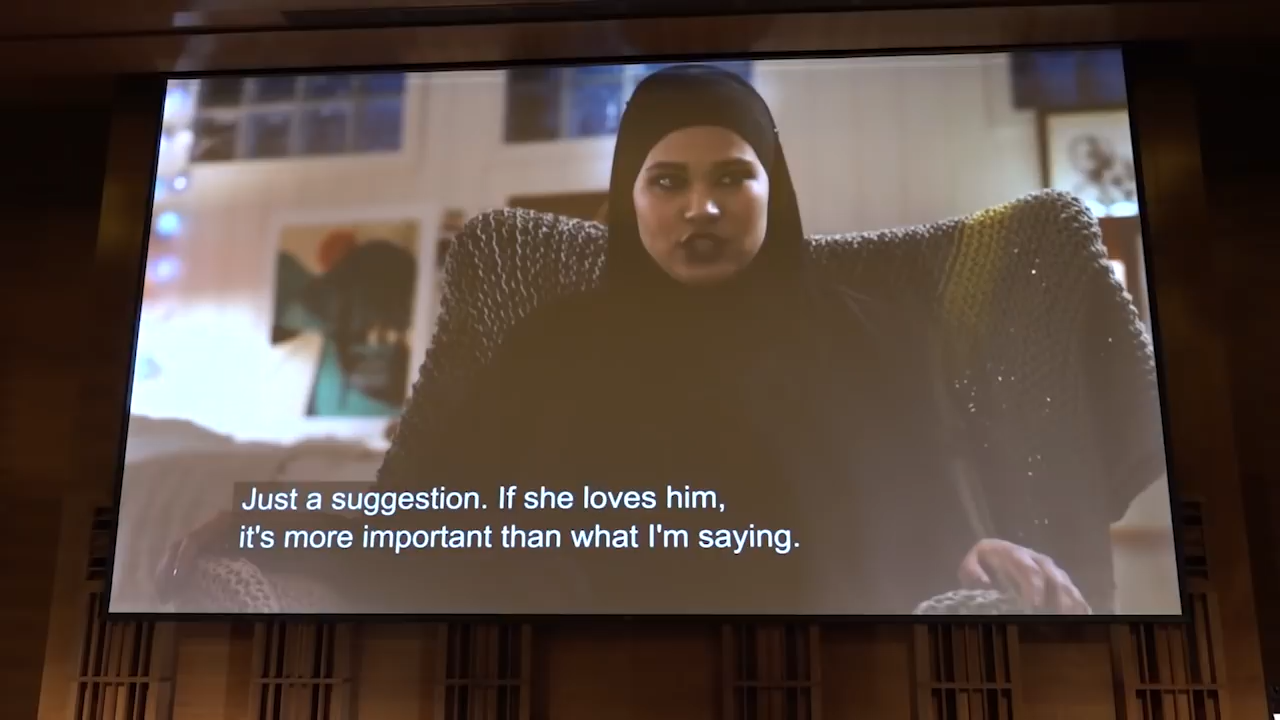 Just a suggestion. If she loves him,
it's more important than what I'm saying.